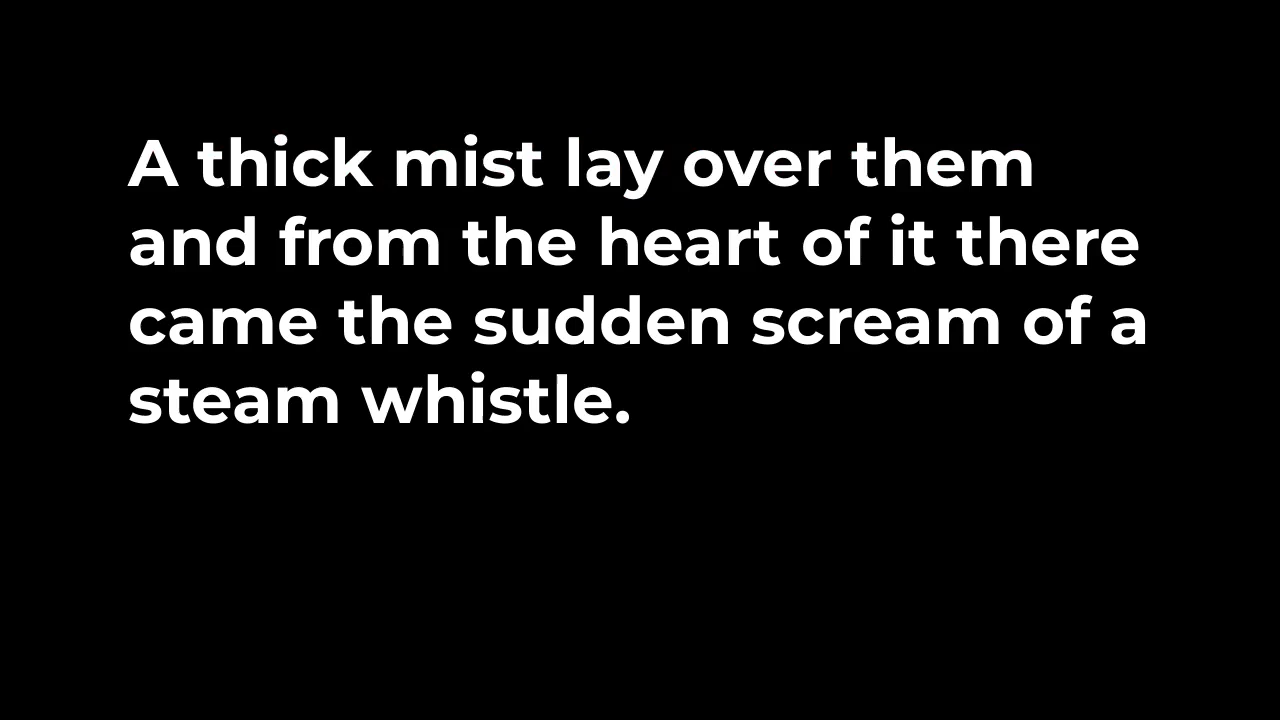 A thick mist lay over them
and from the heart of it there
came the sudden scream of a
steam whistle.